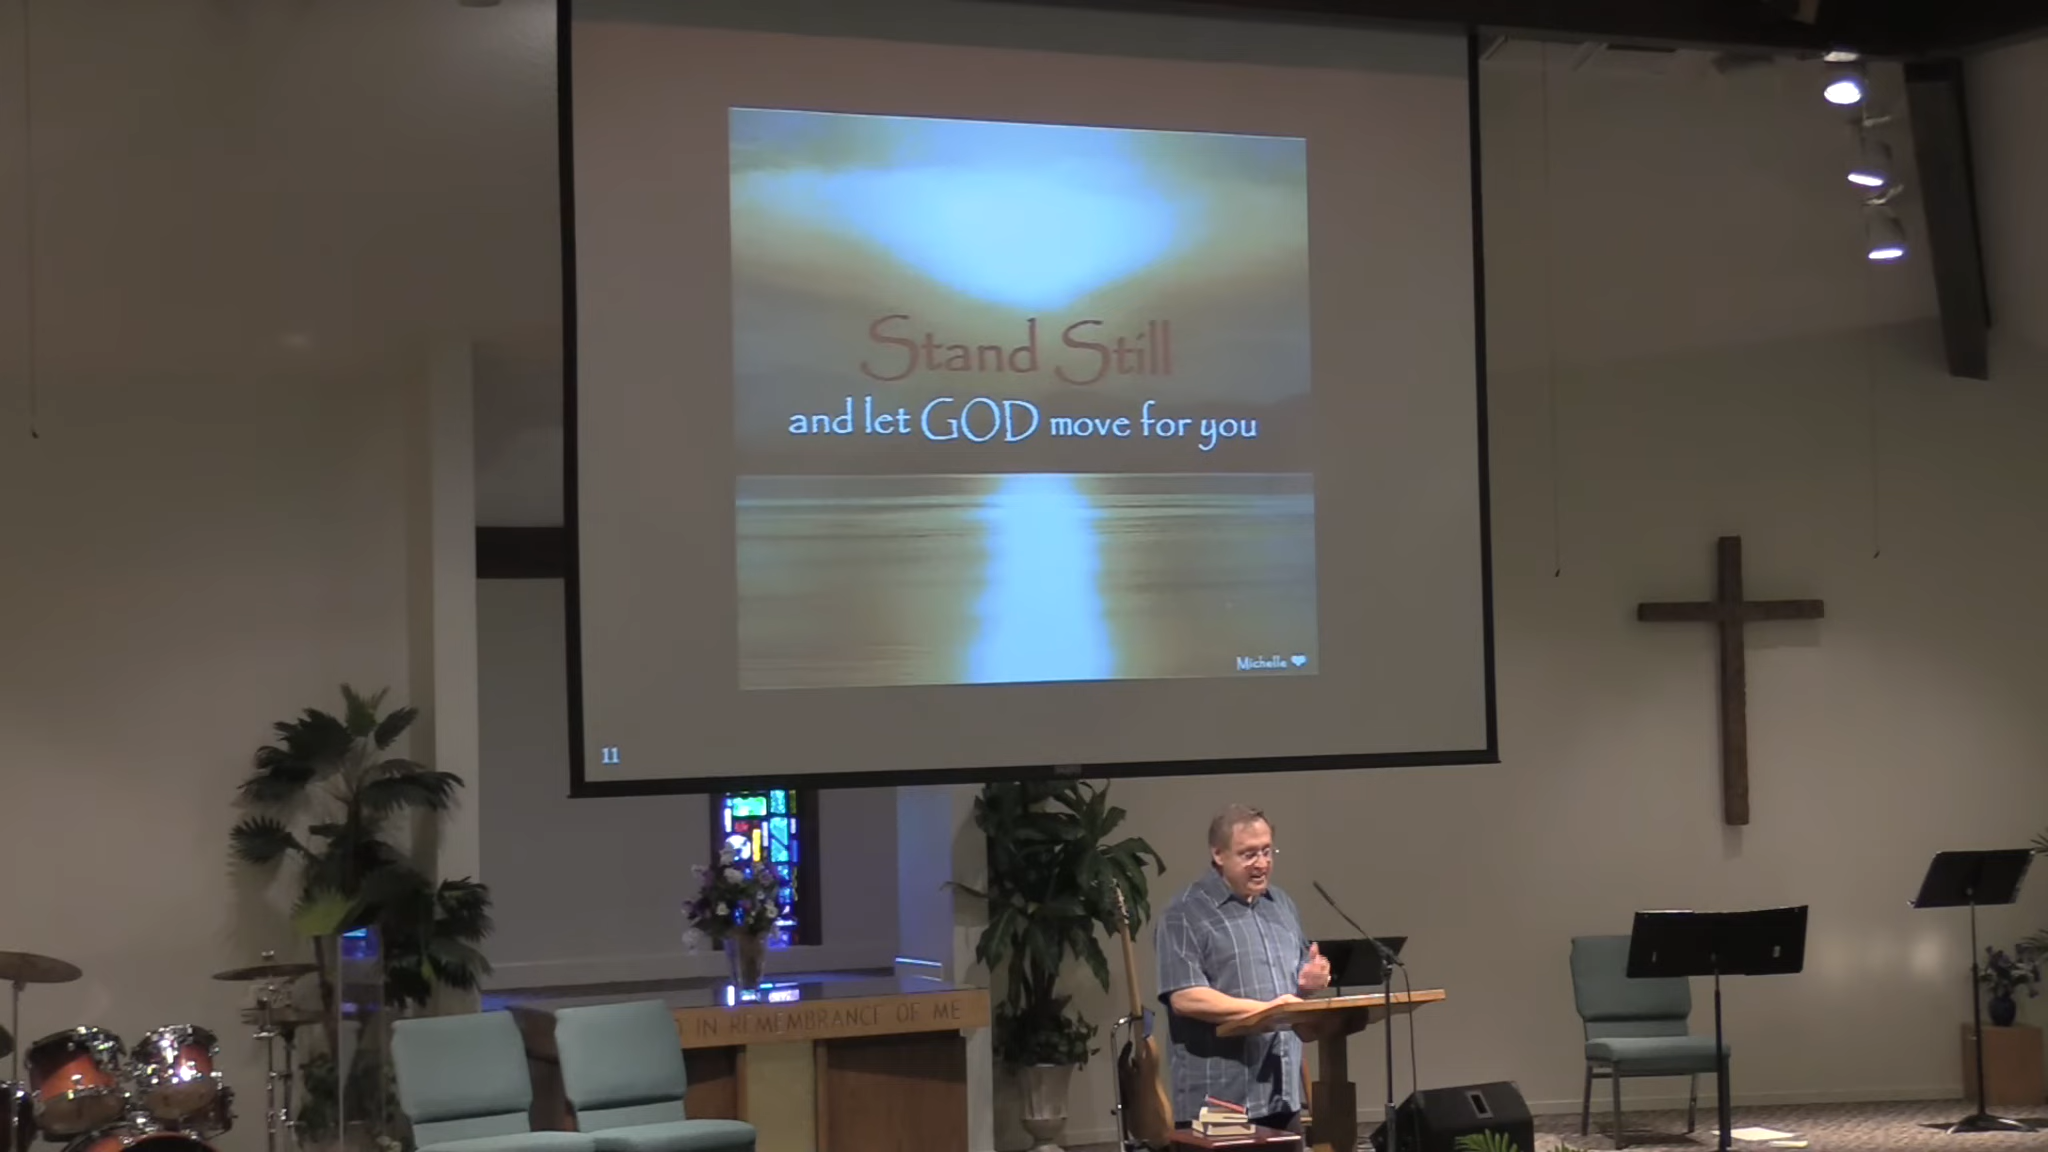 Stand Still
and let GOD move for you
Michelle
11
IN REMEMBRANCE OF ME